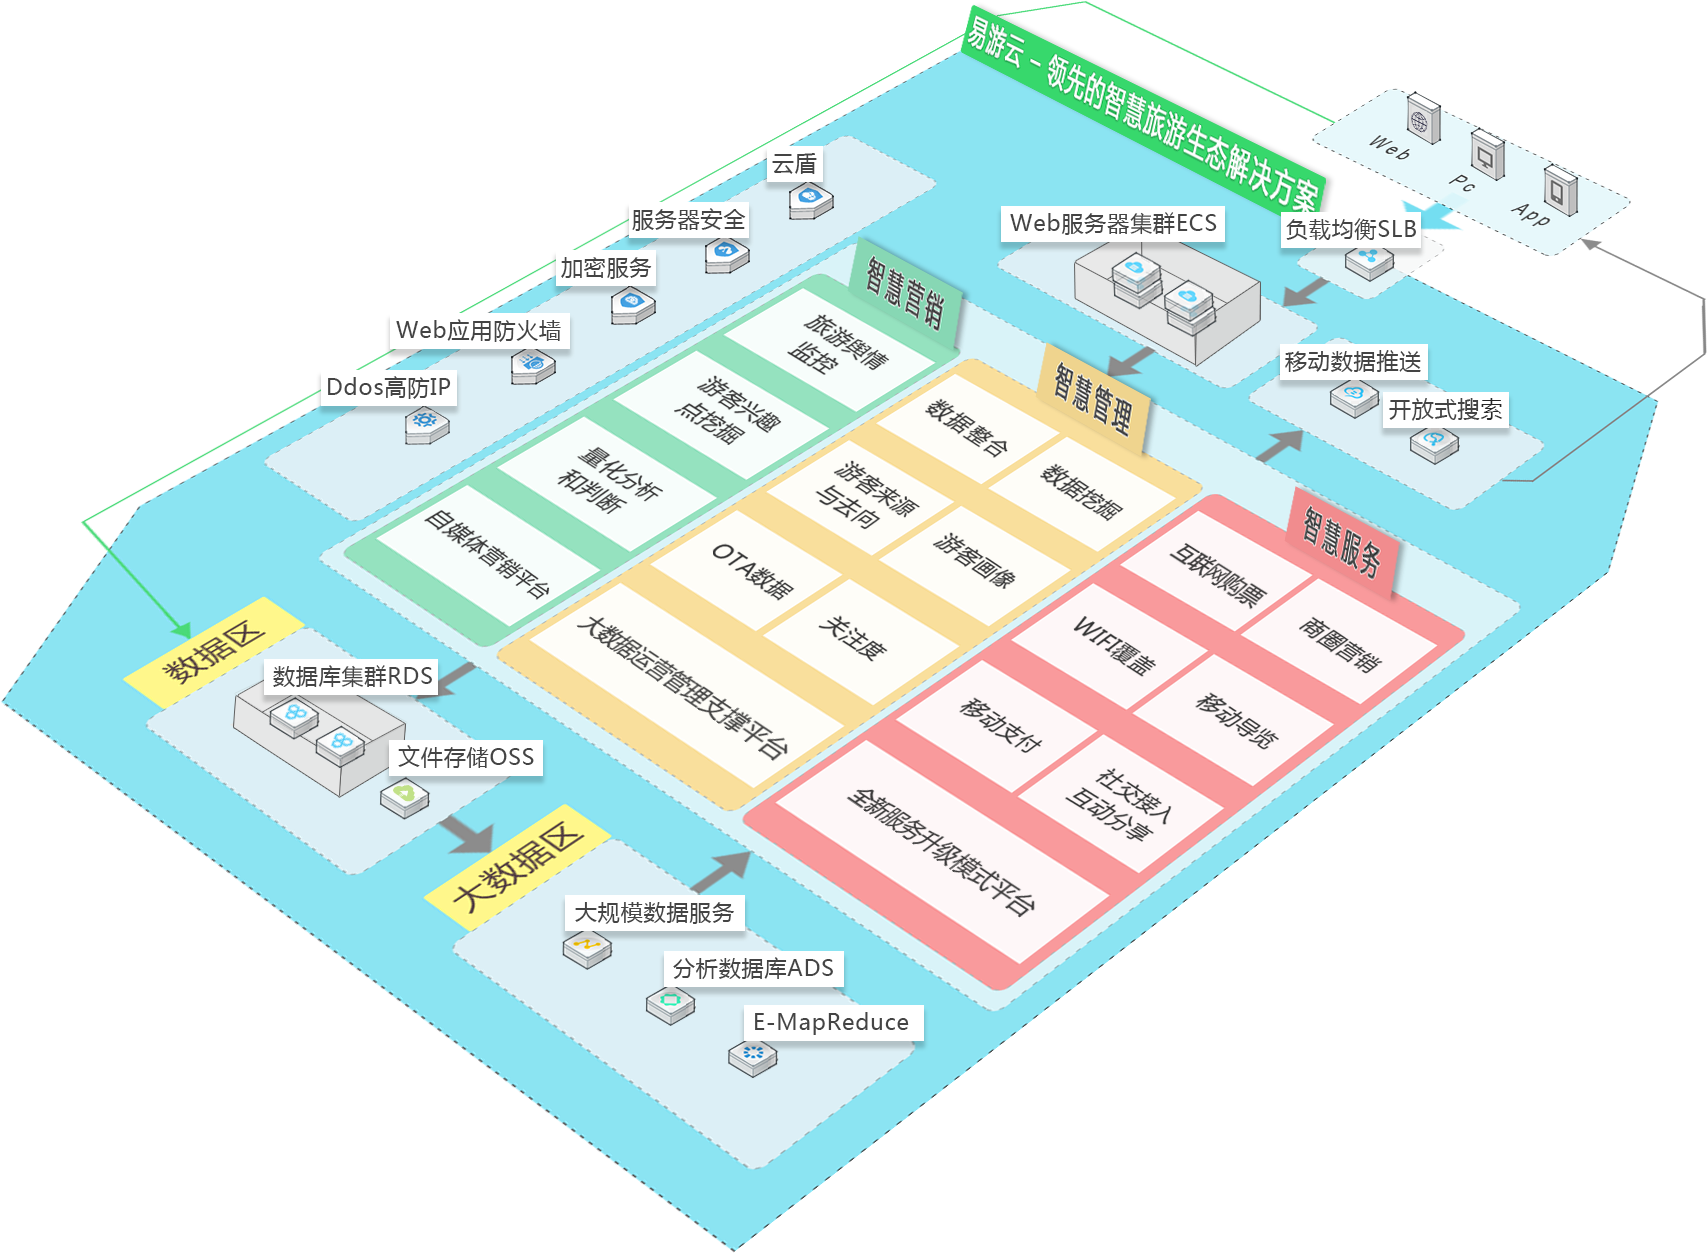 易游云 - 领先的智慧旅游生态解决方案
Web
Pc
App
云盾
服务器安全
加密服务
Web应用防火墙
Ddos高防IP
Web服务器集群ECS
负载均衡SLB
移动数据推送
开放式搜索
智慧营销
旅游舆情
监控
游客兴趣
点挖掘
量化分析
和判断
自媒体营销平台
智慧管理
数据整合
数据挖掘
游客来源
与去向
游客画像
OTA数据
关注度
大数据运营管理支撑平台
智慧服务
互联网购票
商圈营销
WIFI覆盖
移动导览
移动支付
社交接入
互动分享
全新服务升级模式平台
数据区
数据库集群RDS
文件存储OSS
大数据区
大规模数据服务
分析数据库ADS
E-MapReduce